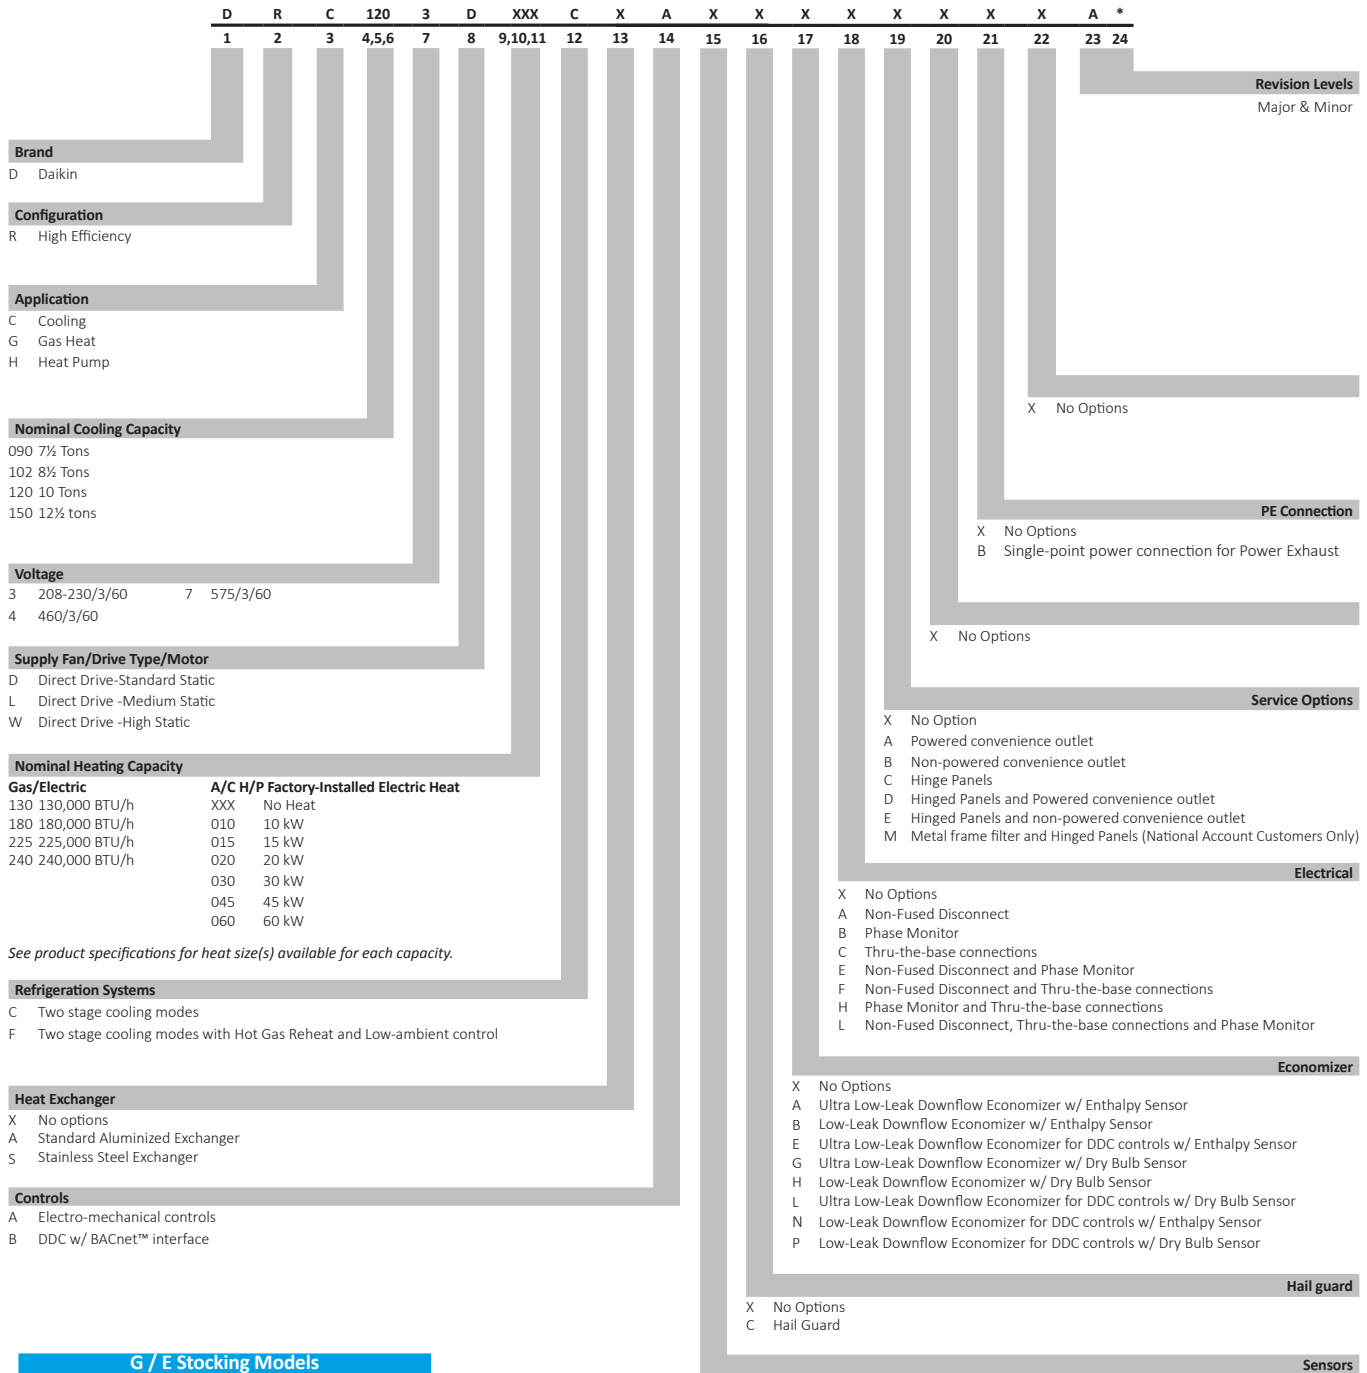 D R C 120 3 D XXX C X A X X X X X X X X A *
1 2 3 4,5,6 7 8 9,10,11 12 13 14 15 16 17 18 19 20 21 22 23 24
Revision Levels
Major & Minor
Brand
D Daikin
Configuration
R High Efficiency
Application
C Cooling
G Gas Heat
H Heat Pump
Nominal Cooling Capacity
090 7½ Tons
102 8½ Tons
120 10 Tons
150 12½ tons
Voltage
3 208-230/3/60 7 575/3/60
4 460/3/60
Supply Fan/Drive Type/Motor
D Direct Drive-Standard Static
L Direct Drive -Medium Static
W Direct Drive -High Static
Nominal Heating Capacity
Gas/Electric A/C H/P Factory-Installed Electric Heat
130 130,000 BTU/h XXX No Heat
180 180,000 BTU/h 010 10 kW
225 225,000 BTU/h 015 15 kW
240 240,000 BTU/h 020 20 kW
030 30 kW
045 45 kW
060 60 kW
See product specifications for heat size(s) available for each capacity.
Refrigeration Systems
C Two stage cooling modes
F Two stage cooling modes with Hot Gas Reheat and Low-ambient control
Heat Exchanger
X No options
A Standard Aluminized Exchanger
S Stainless Steel Exchanger
Controls
A Electro-mechanical controls
B DDC w/ BACnet™ interface
G / E Stocking Models
X No Options
PE Connection
X No Options
B Single-point power connection for Power Exhaust
X No Options
Service Options
X No Option
A Powered convenience outlet
B Non-powered convenience outlet
C Hinge Panels
D Hinged Panels and Powered convenience outlet
E Hinged Panels and non-powered convenience outlet
M Metal frame filter and Hinged Panels (National Account Customers Only)
Electrical
X No Options
A Non-Fused Disconnect
B Phase Monitor
C Thru-the-base connections
E Non-Fused Disconnect and Phase Monitor
F Non-Fused Disconnect and Thru-the-base connections
H Phase Monitor and Thru-the-base connections
L Non-Fused Disconnect, Thru-the-base connections and Phase Monitor
Economizer
X No Options
A Ultra Low-Leak Downflow Economizer w/ Enthalpy Sensor
B Low-Leak Downflow Economizer w/ Enthalpy Sensor
E Ultra Low-Leak Downflow Economizer for DDC controls w/ Enthalpy Sensor
G Ultra Low-Leak Downflow Economizer w/ Dry Bulb Sensor
H Low-Leak Downflow Economizer w/ Dry Bulb Sensor
L Ultra Low-Leak Downflow Economizer for DDC controls w/ Dry Bulb Sensor
N Low-Leak Downflow Economizer for DDC controls w/ Enthalpy Sensor
P Low-Leak Downflow Economizer for DDC controls w/ Dry Bulb Sensor
Hail guard
X No Options
C Hail Guard
Sensors